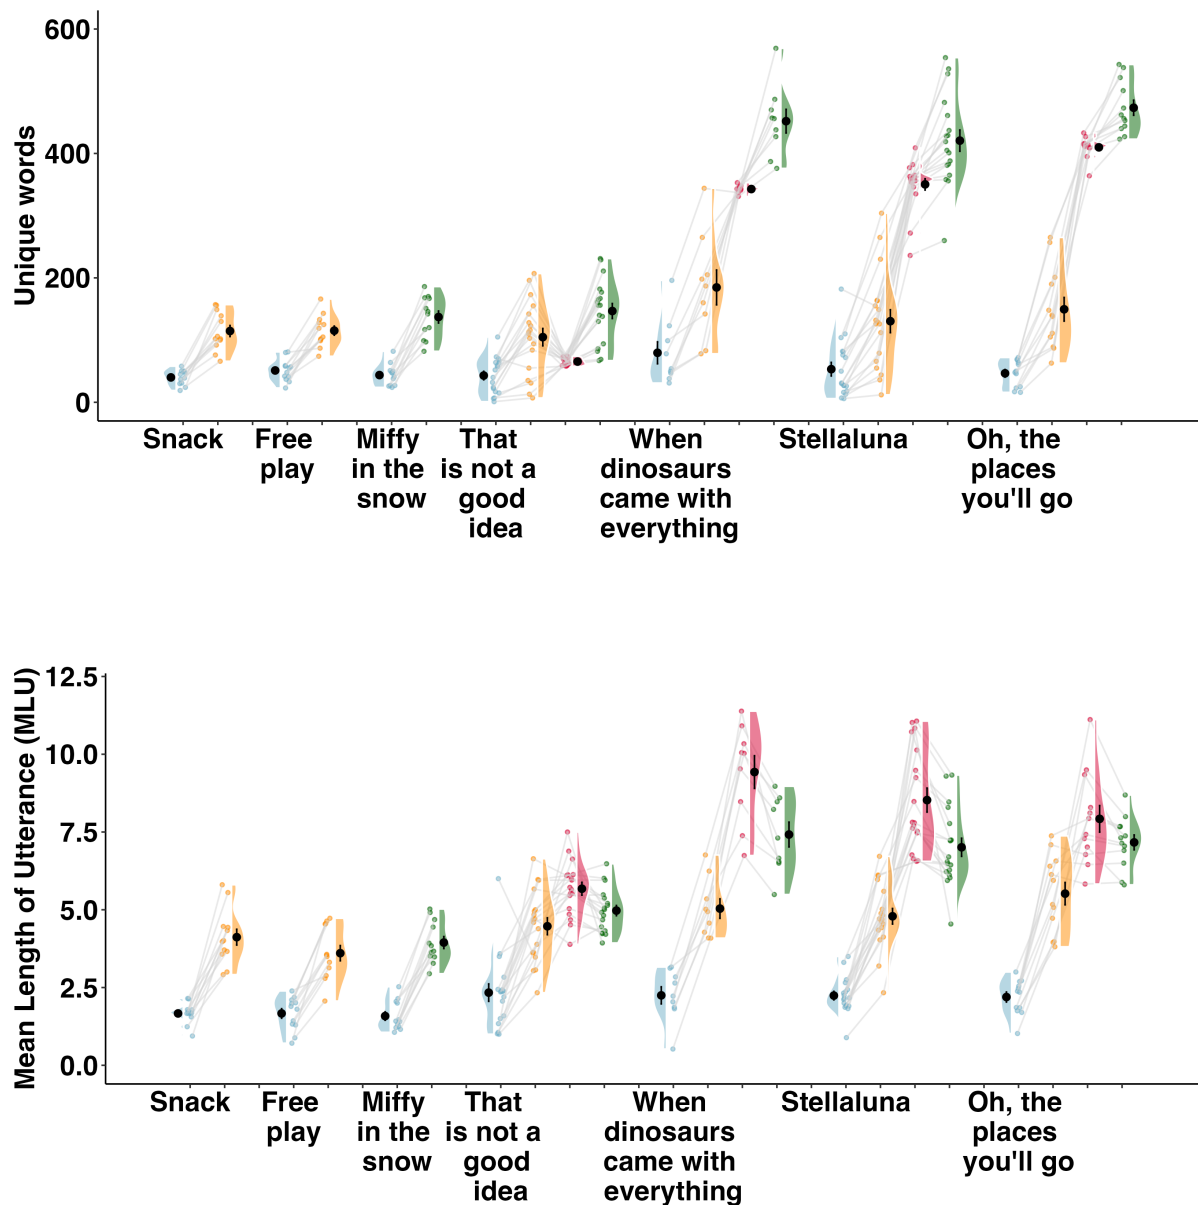 Unique words
600
400
200
0
Snack
Free
play
Miffy
in the
snow
That
is not a
good
idea
When
dinosaurs
came with
everything
Stellaluna
Oh, the
places
you'll go
Mean Length of Utterance (MLU)
12.5
10.0
7.5
5.0
2.5
0.0
Snack
Free
play
Miffy
in the
snow
That
is not a
good
idea
When
dinosaurs
came with
everything
Stellaluna
Oh, the
places
you'll go